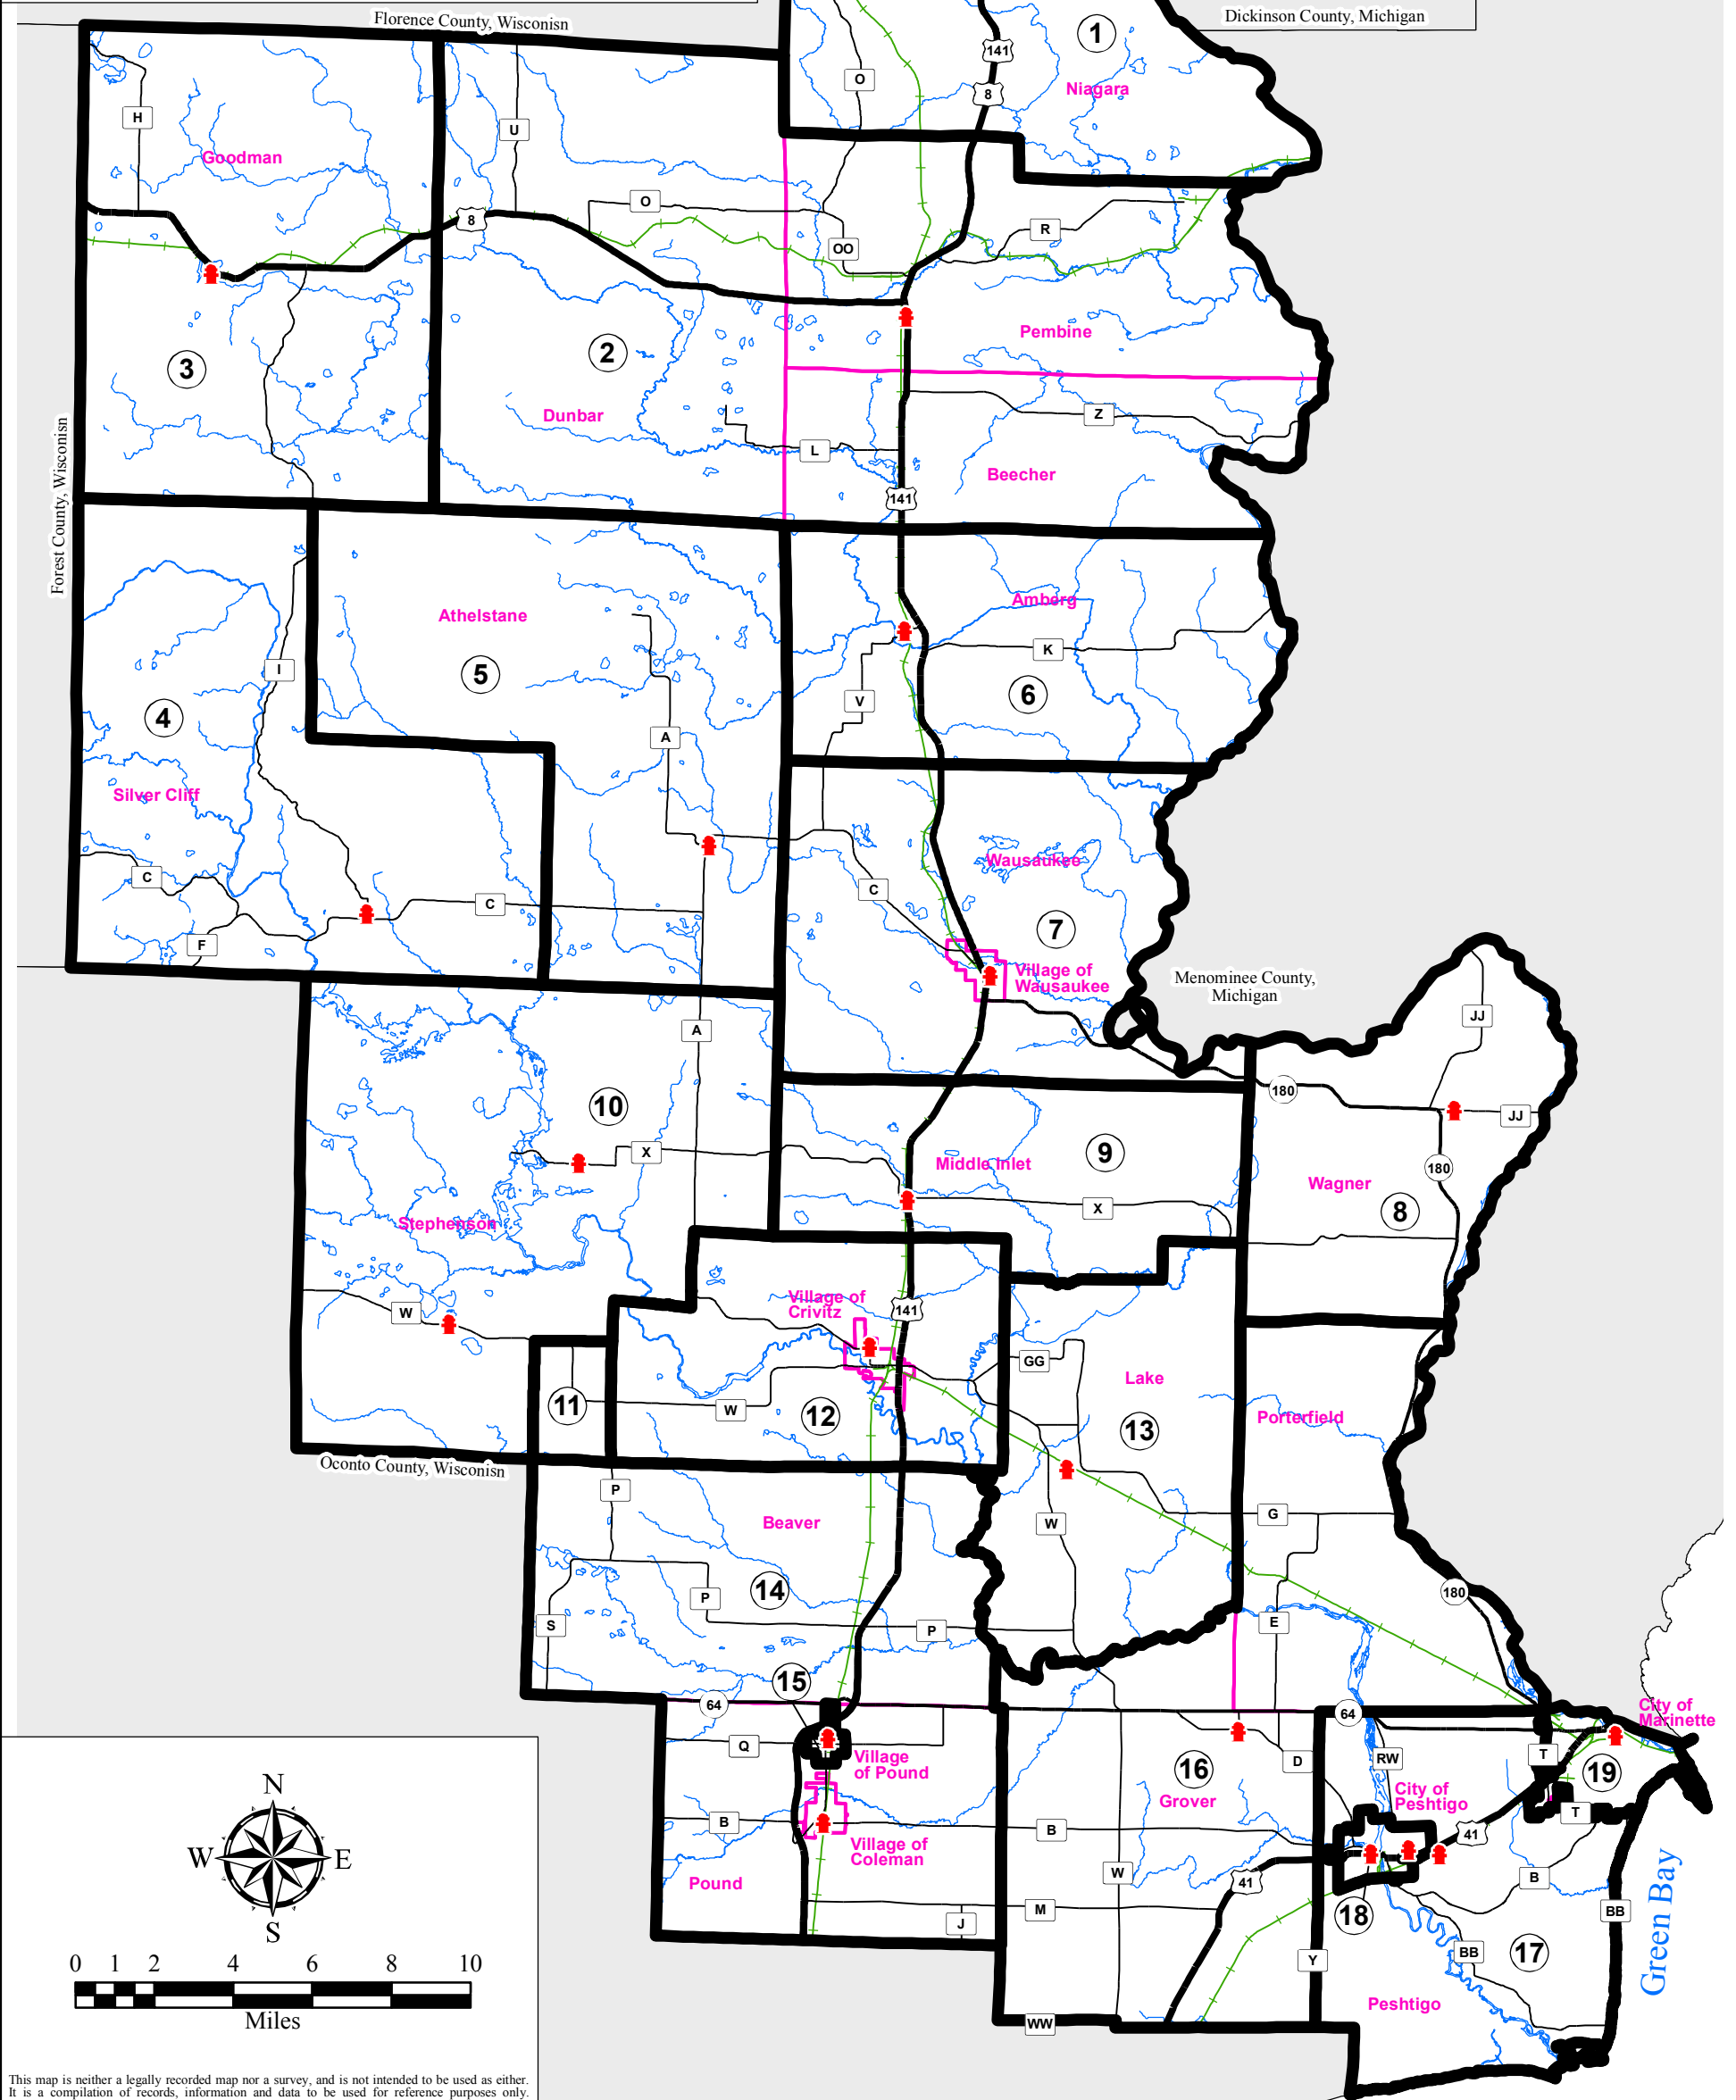 Florence County, Wisconisn
Dickinson County, Michigan
1
141
O
8
Niagara
H
U
Goodman
O
8
R
OO
Pembine
2
3
Dunbar
Z
L
Beecher
141
Forest County, Wisconisn
Amberg
Athelstane
K
I
5
6
V
4
A
Silver Cliff
Wausaukee
C
C
C
7
F
Village of
Wausaukee
Menominee County,
Michigan
JJ
A
180
10
JJ
X
9
Middle Inlet
180
Wagner
X
8
Stephenson
Village of
Crivitz
141
W
GG
Lake
11
W
12
Porterfield
13
Oconto County, Wisconisn
P
G
Beaver
W
14
180
P
S
P
E
15
64
64
City of
Marinette
Q
Village
of Pound
D
RW
T
16
19
City of
Peshtigo
Grover
T
B
B
41
Village of
Coleman
W
41
B
Pound
M
J
18
BB
BB
17
Y
Green Bay
Peshtigo
WW
N
W
E
S
0 1 2 4 6 8 10
Miles
This map is neither a legally recorded map nor a survey, and is not intended to be used as either.
It is a compilation of records, information and data to be used for reference purposes only.